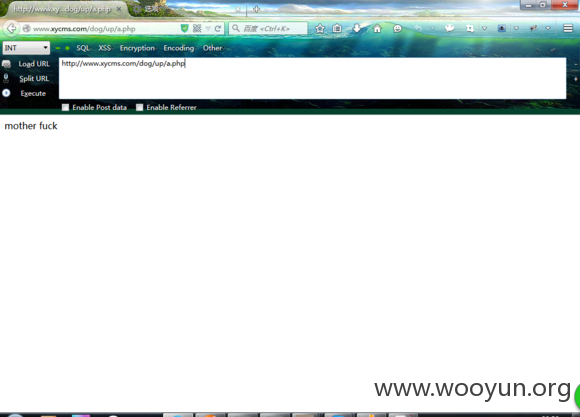 http://www.xy...og/up/a.php
www.xycms.com/dog/up/a.php
百度 <Ctrl+K>
INT
SQL XSS Encryption Encoding Other
Load URL
http://www.xycms.com/dog/up/a.php
Split URL
Execute
Enable Post data Enable Referrer
mother fuck
www.wooyun.org